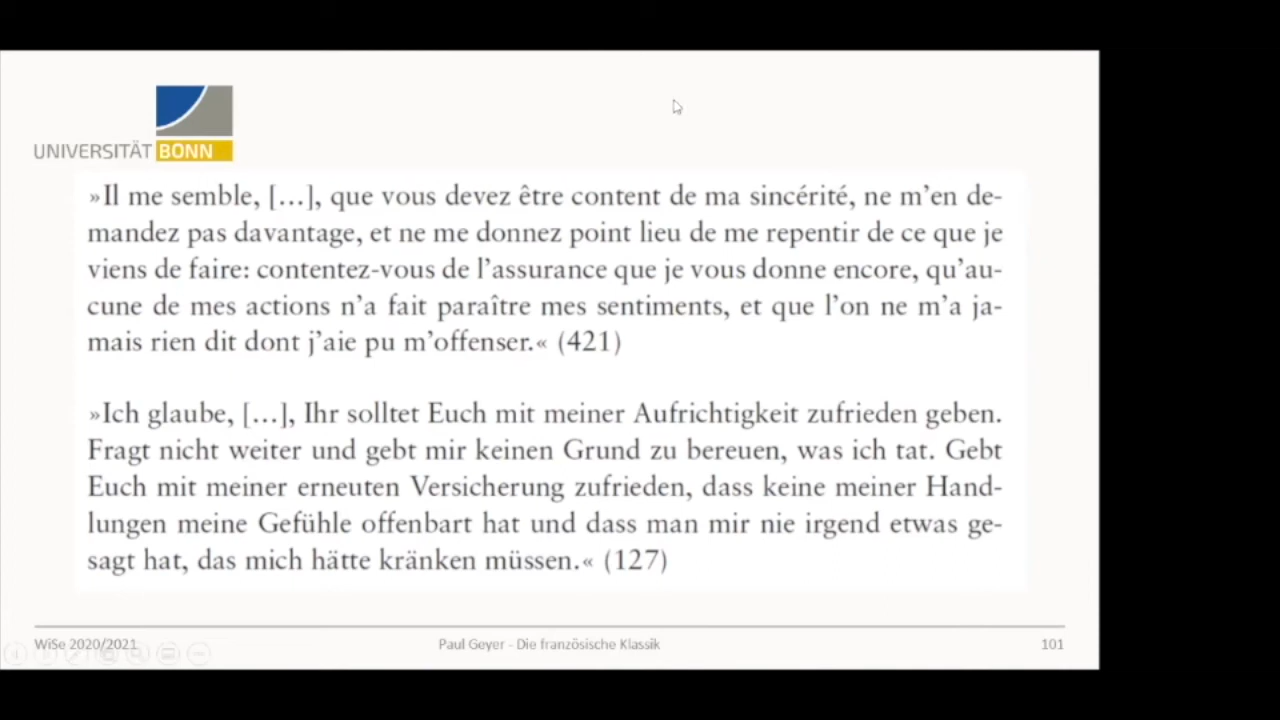 UNIVERSITÄT BONN
»Il me semble, […], que vous devez être content de ma sincérité, ne m’en de-
mandez pas davantage, et ne me donnez point lieu de me repentir de ce que je
viens de faire: contentez-vous de l’assurance que je vous donne encore, qu’au-
cune de mes actions n’a fait paraître mes sentiments, et que l’on ne m’a ja-
mais rien dit dont j’aie pu m’offenser.« (421)
»Ich glaube, […], Ihr solltet Euch mit meiner Aufrichtigkeit zufrieden geben.
Fragt nicht weiter und gebt mir keinen Grund zu bereuen, was ich tat. Gebt
Euch mit meiner erneuten Versicherung zufrieden, dass keine meiner Hand-
lungen meine Gefühle offenbart hat und dass man mir nie irgend etwas ge-
sagt hat, das mich hätte kränken müssen.« (127)
WiSe 2020/2021 Paul Geyer - Die französische Klassik 101